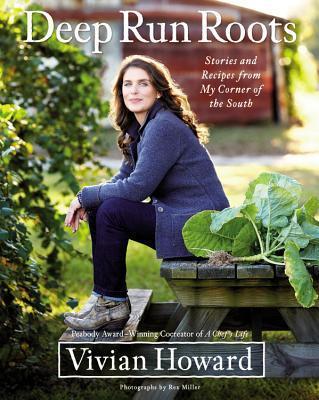 Deep Run Roots
Stories and
Recipes from
My Corner of
the South
Peabody Award–Winning Cocreator of A Chef's Life
Vivian Howard
Photographs by Rex Miller